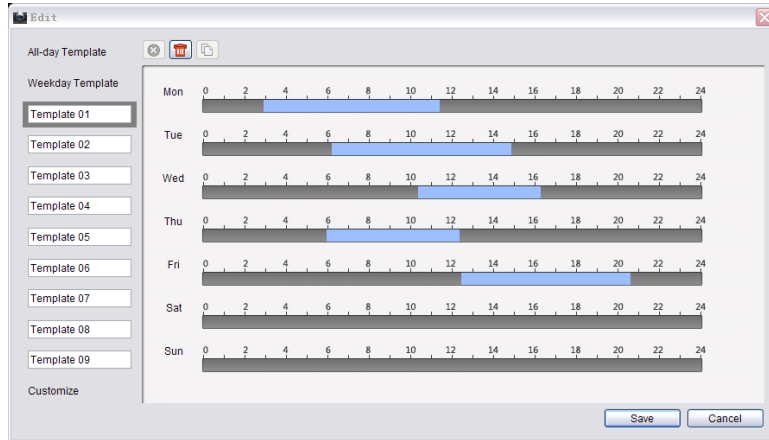 Edit
All-day Template
Weekday Template
Template 01
Template 02
Template 03
Template 04
Template 05
Template 06
Template 07
Template 08
Template 09
Customize
Mon 0 2 4 6 8 10 12 14 16 18 20 22 24
Tue 0 2 4 6 8 10 12 14 16 18 20 22 24
Wed 0 2 4 6 8 10 12 14 16 18 20 22 24
Thu 0 2 4 6 8 10 12 14 16 18 20 22 24
Fri 0 2 4 6 8 10 12 14 16 18 20 22 24
Sat 0 2 4 6 8 10 12 14 16 18 20 22 24
Sun 0 2 4 6 8 10 12 14 16 18 20 22 24
Save Cancel